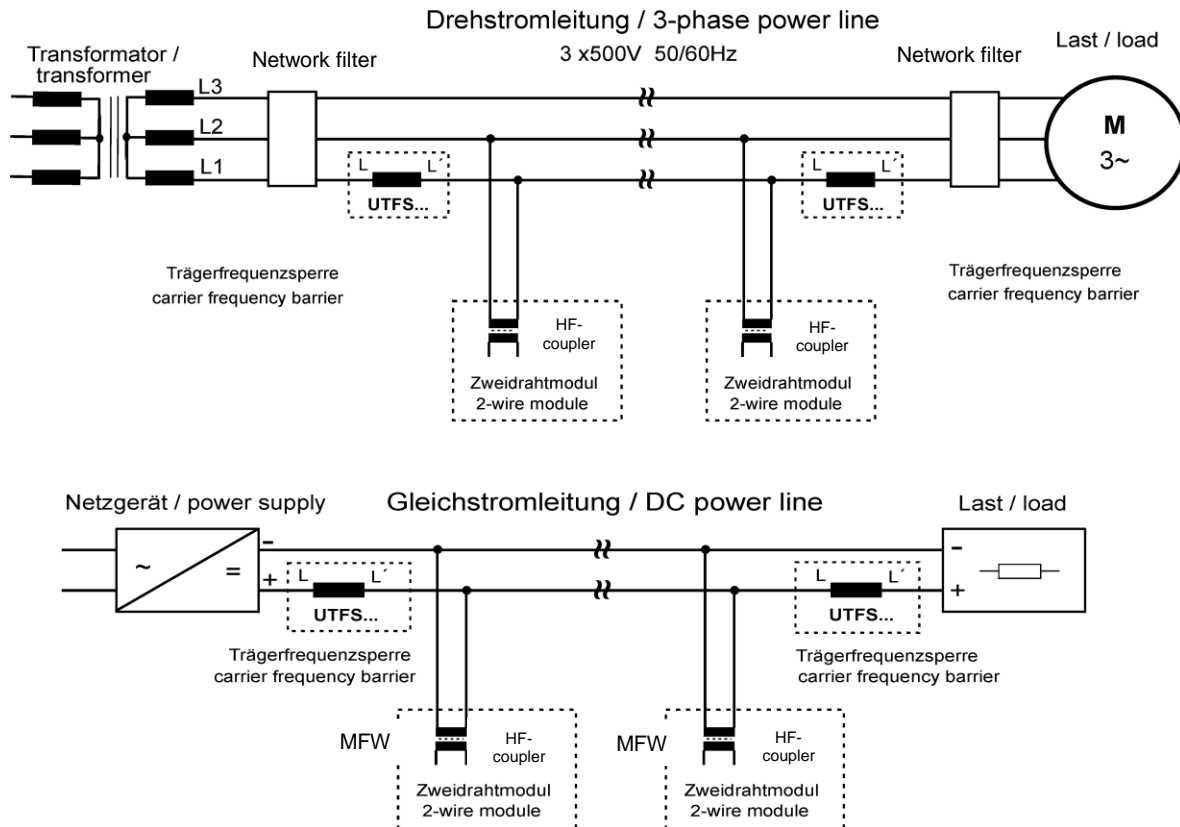 Drehstromleitung / 3-phase power line
3 x500V 50/60Hz
Transformator /
transformer
Network filter
Network filter
Last / load
L3
L2
L1
M
3~
L L´
UTFS...
L L´
UTFS...
Trägerfrequenzsperre
carrier frequency barrier
Trägerfrequenzsperre
carrier frequency barrier
HF-
coupler
Zweidrahtmodul
2-wire module
HF-
coupler
Zweidrahtmodul
2-wire module
Netzgerät / power supply
Gleichstromleitung / DC power line
Last / load
~
=
-
+
L L´
UTFS...
L L´
UTFS...
-
+
Trägerfrequenzsperre
carrier frequency barrier
Trägerfrequenzsperre
carrier frequency barrier
MFW
HF-
coupler
Zweidrahtmodul
2-wire module
MFW
HF-
coupler
Zweidrahtmodul
2-wire module